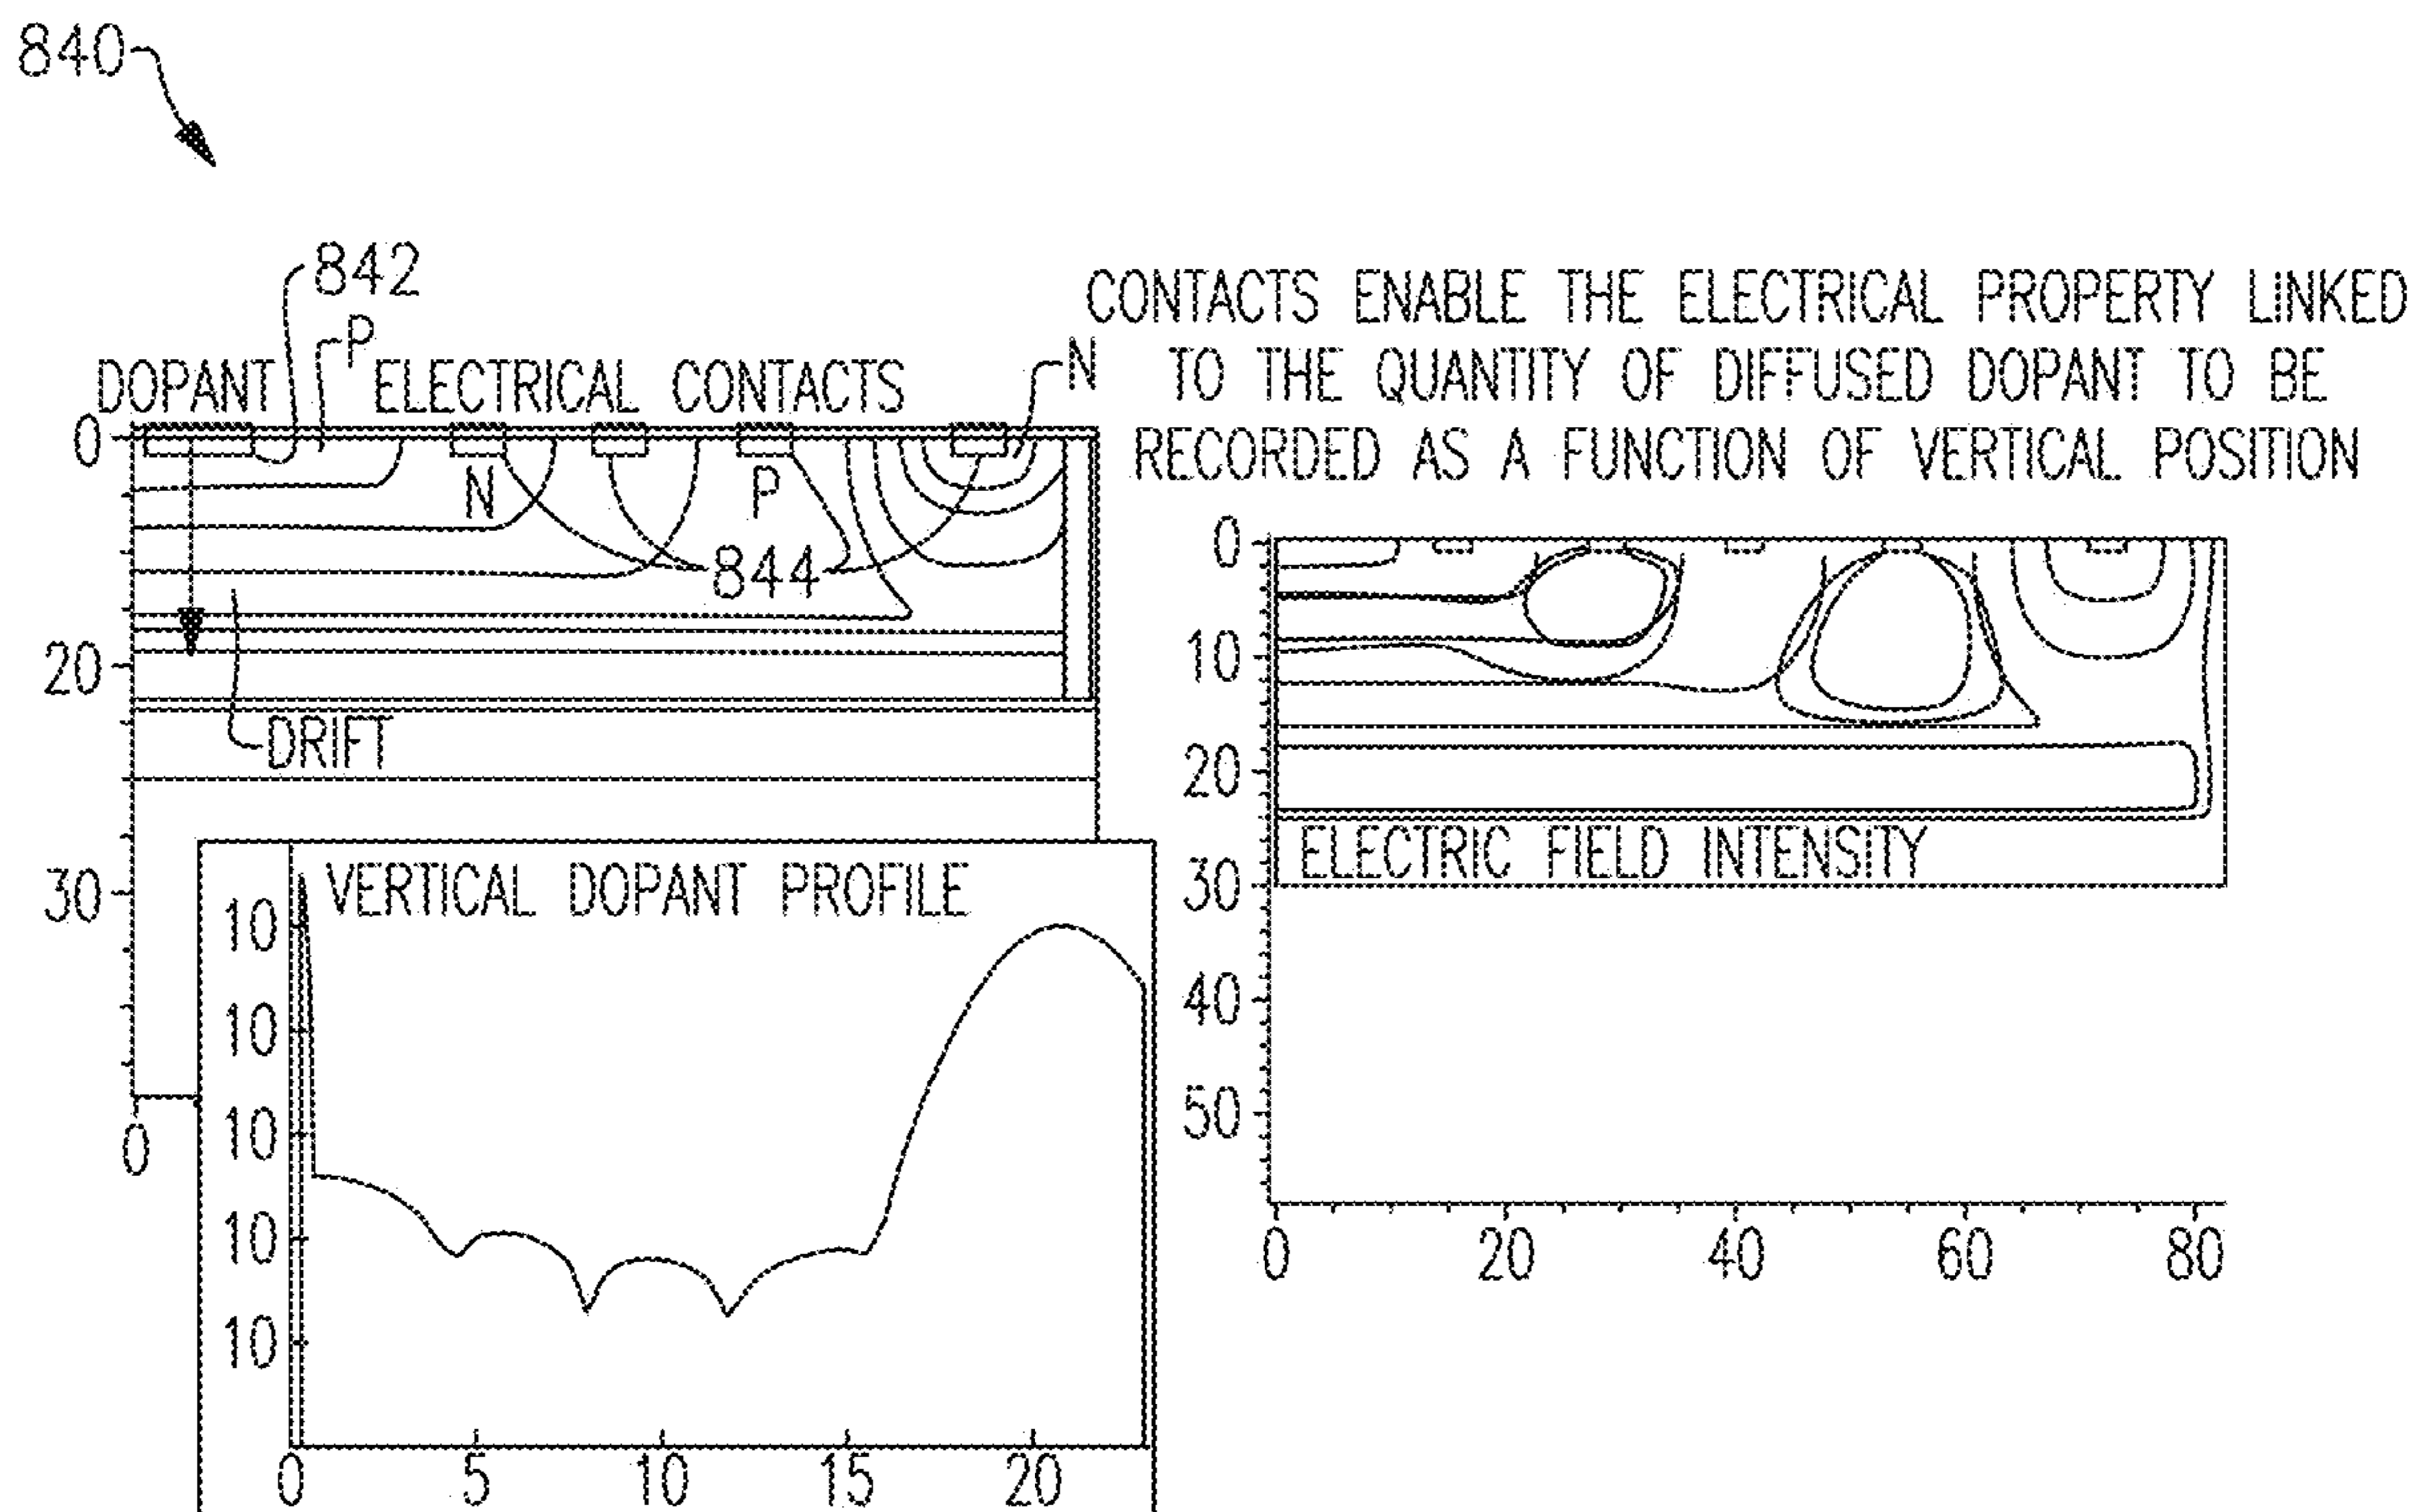 840
842
P
DOPANT ELECTRICAL CONTACTS
N
CONTACTS ENABLE THE ELECTRICAL PROPERTY LINKED
TO THE QUANTITY OF DIFFUSED DOPANT TO BE
RECORDED AS A FUNCTION OF VERTICAL POSITION
0
N
P
844
20
DRIFT
30
0
VERTICAL DOPANT PROFILE
10
10
10
10
10
0 5 10 15 20
0
10
20
ELECTRIC FIELD INTENSITY
30
40
50
0 20 40 60 80